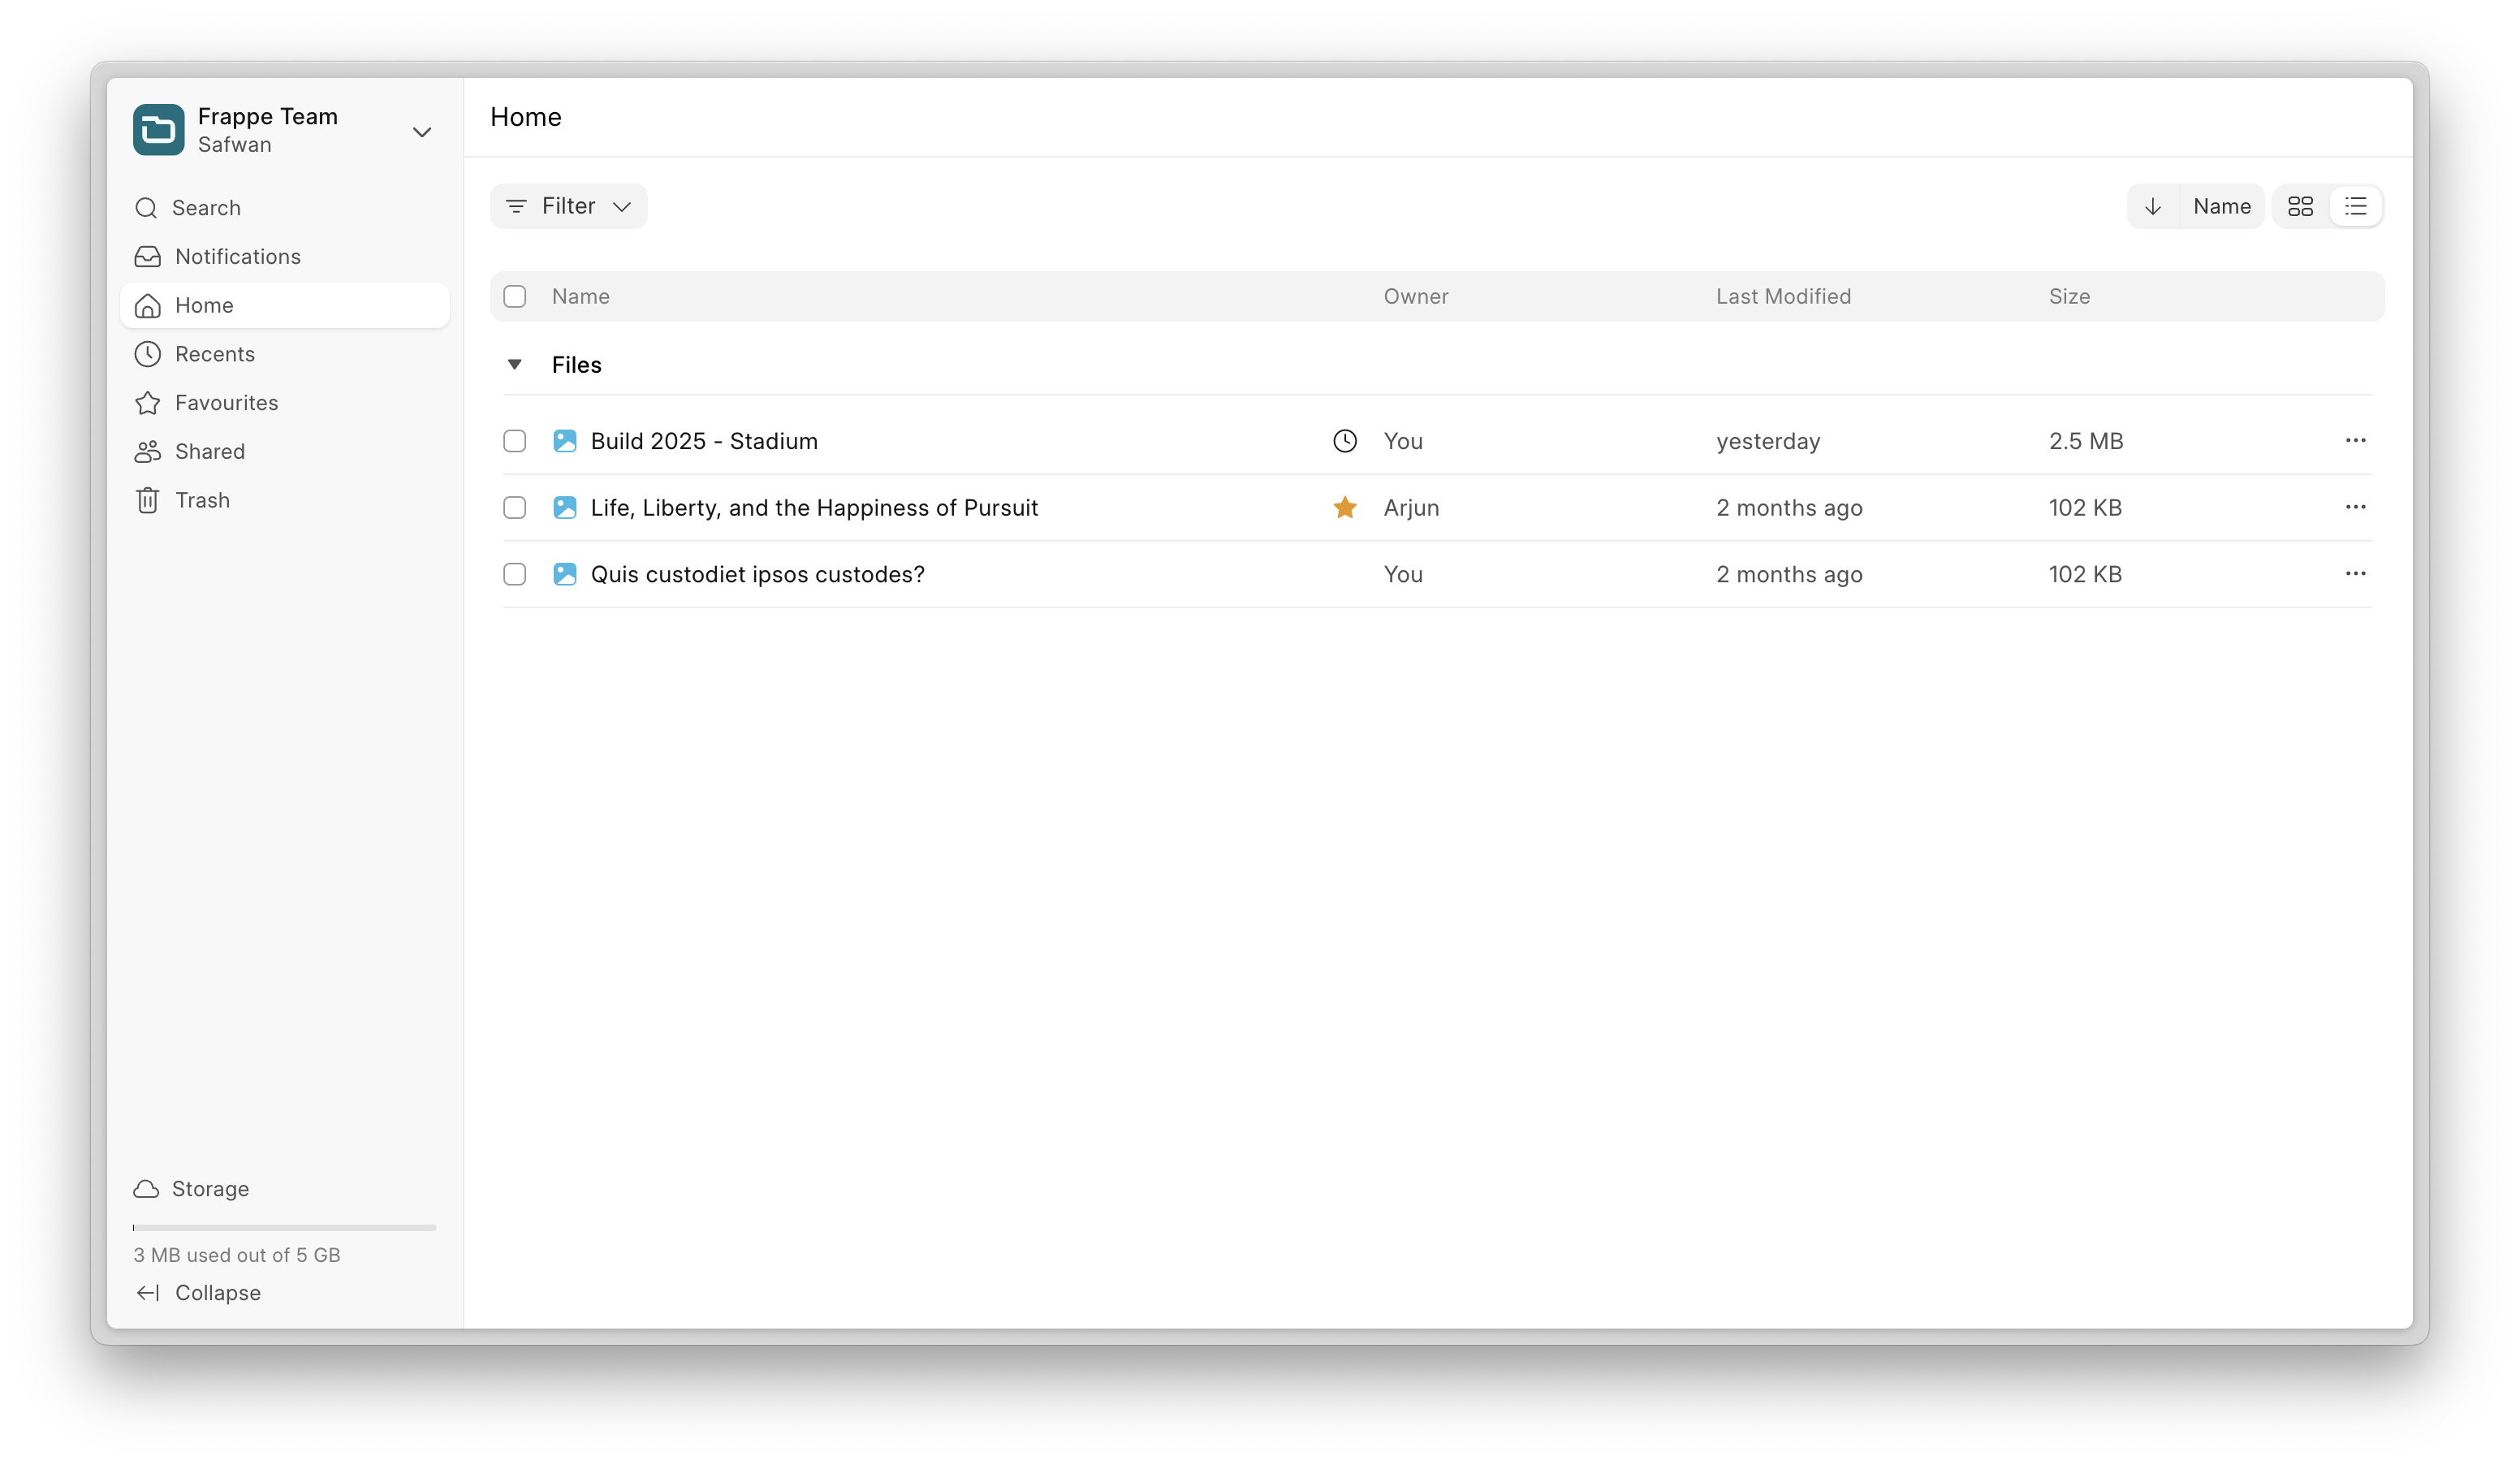 Frappe Team
Safwan
Search
Notifications
Home
Recents
Favourites
Shared
Trash
Storage
3 MB used out of 5 GB
Collapse
Home
Filter
Name
Name Owner Last Modified Size
Files
Build 2025 - Stadium You yesterday 2.5 MB
Life, Liberty, and the Happiness of Pursuit Arjun 2 months ago 102 KB
Quis custodiet ipsos custodes? You 2 months ago 102 KB